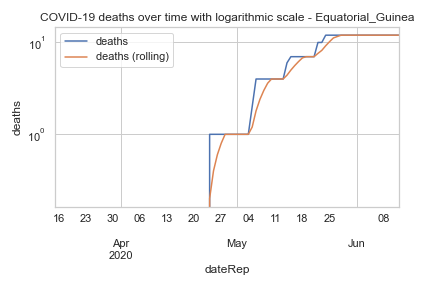 COVID-19 deaths over time with logarithmic scale - Equatorial_Guinea
10¹
deaths
deaths (rolling)
deaths
10⁰
16 23 30 06 13 20 27 04 11 18 25 08
Apr May Jun
2020
dateRep